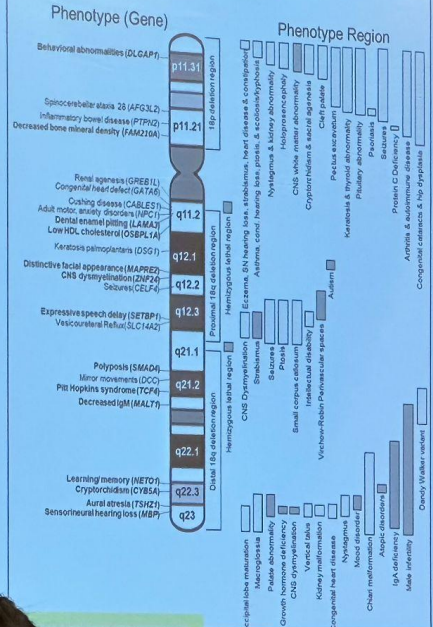 Phenotype (Gene)
Behavioral abnormalities (DLGAP1)
Spinocerebellar ataxia 28 (AFG3L2)
Inflammatory bowel disease (PTPN2)
Decreased bone mineral density (FAM210A)
Renal agenesis (GREB1L)
Congenital heart defect (GATA6)
Cushing disease (CABLES1)
Adult motor, anxiety disorders (NPC1)
Dental enamel pitting (LAMA3)
Low HDL cholesterol (OSBPL1A)
Keratosis palmoplantaris (DSG1)
Distinctive facial appearance (MAPRE2)
CNS dysmyelination (ZNF24)
Seizures (CELF4)
Expressive speech delay (SETBP1)
Vesicoureteral Reflux (SLC14A2)
Polyposis (SMAD4)
Mirror movements (DCC)
Pitt Hopkins syndrome (TCF4)
Decreased IgM (MALT1)
Learning/memory (NETO1)
Cryptorchidism (CYB5A)
Aural atresia (TSHZ1)
Sensorineural hearing loss (MBP)
p11.31
p11.21
q11.2
q12.1
q12.2
q12.3
q21.1
q21.2
q22.1
q22.3
q23
18p deletion region
Proximal 18q deletion region
Distal 18q deletion region
Hemizygous lethal region
Hemizygous lethal region
Phenotype Region
Eczema, SN hearing loss, strabismus, heart disease & constipation
Asthma, cond. hearing loss, ptosis, & scoliosis/kyphosis
Nystagmus & kidney abnormality
Holoprosencephaly
CNS white matter abnormality
Cryptorchidism & sacral agenesis
Cleft palate
Pectus excavatum
Keratosis & thyroid abnormality
Pituitary abnormality
Psoriasis
Seizures
Protein C Deficiency
Arthritis & autoimmune disease
Congenital cataracts & hip dysplasia
CNS Dysmyelination
Strabismus
Seizures
Ptosis
Small corpus callosum
Intellectual disability
Virchow-Robin Perivascular spaces
Autism
ccipital lobe maturation
Macroglossia
Palate abnormality
Growth hormone deficiency
CNS dysmyelination
Vertical talus
Kidney malformation
ongenital heart disease
Nystagmus
Mood disorder
Chiari malformation
Atopic disorders
IgA deficiency
Male infertility
Dandy Walker variant